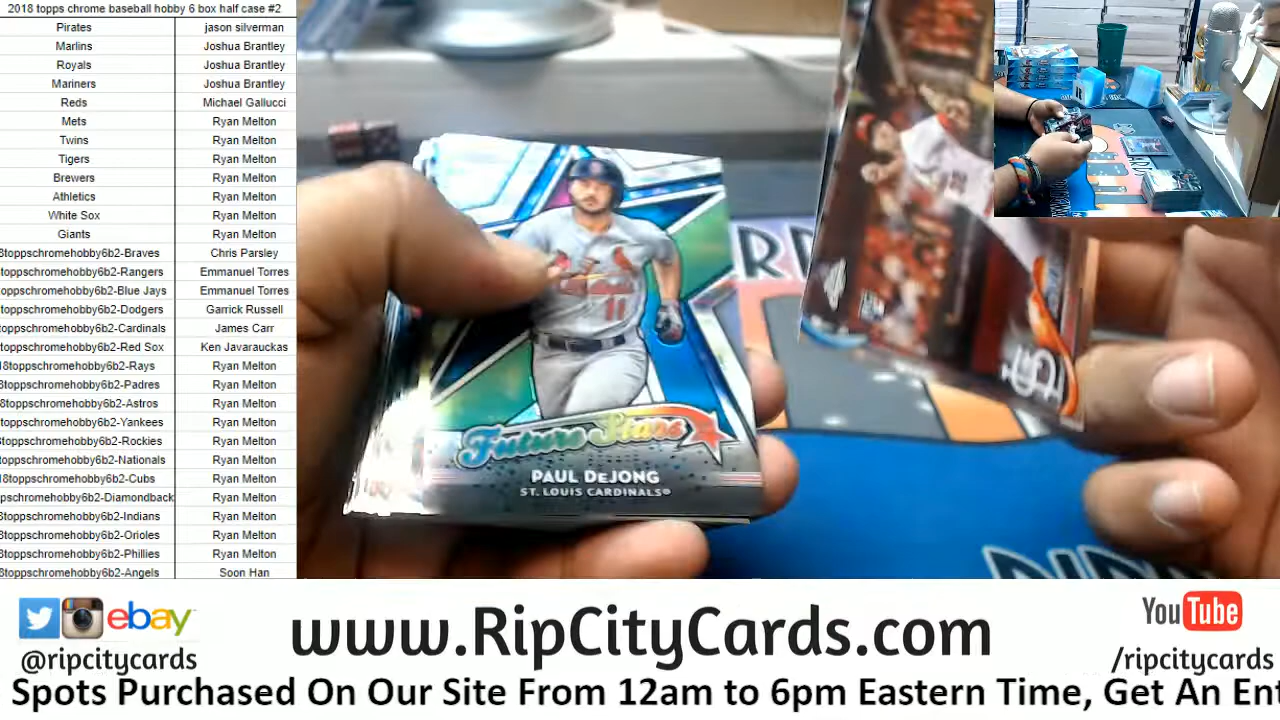 2018 topps chrome baseball hobby 6 box half case #2
Pirates jason silverman
Marlins Joshua Brantley
Royals Joshua Brantley
Mariners Joshua Brantley
Reds Michael Gallucci
Mets Ryan Melton
Twins Ryan Melton
Tigers Ryan Melton
Brewers Ryan Melton
Athletics Ryan Melton
White Sox Ryan Melton
Giants Ryan Melton
8toppschromehobby6b2-Braves Chris Parsley
toppschromehobby6b2-Rangers Emmanuel Torres
oppschromehobby6b2-Blue Jays Emmanuel Torres
toppschromehobby6b2-Dodgers Garrick Russell
toppschromehobby6b2-Cardinals James Carr
toppschromehobby6b2-Red Sox Ken Javarauckas
18toppschromehobby6b2-Rays Ryan Melton
8toppschromehobby6b2-Padres Ryan Melton
8toppschromehobby6b2-Astros Ryan Melton
toppschromehobby6b2-Yankees Ryan Melton
toppschromehobby6b2-Rockies Ryan Melton
toppschromehobby6b2-Nationals Ryan Melton
18toppschromehobby6b2-Cubs Ryan Melton
pschromehobby6b2-Diamondback Ryan Melton
8toppschromehobby6b2-Indians Ryan Melton
toppschromehobby6b2-Orioles Ryan Melton
8toppschromehobby6b2-Phillies Ryan Melton
8toppschromehobby6b2-Angels Soon Han
Cardinals
11
Future Stars
PAUL DeJONG
ST. LOUIS CARDINALS®
ebay
@ripcitycards
www.RipCityCards.com
YouTube
/ripcitycards
Spots Purchased On Our Site From 12am to 6pm Eastern Time, Get An Ent